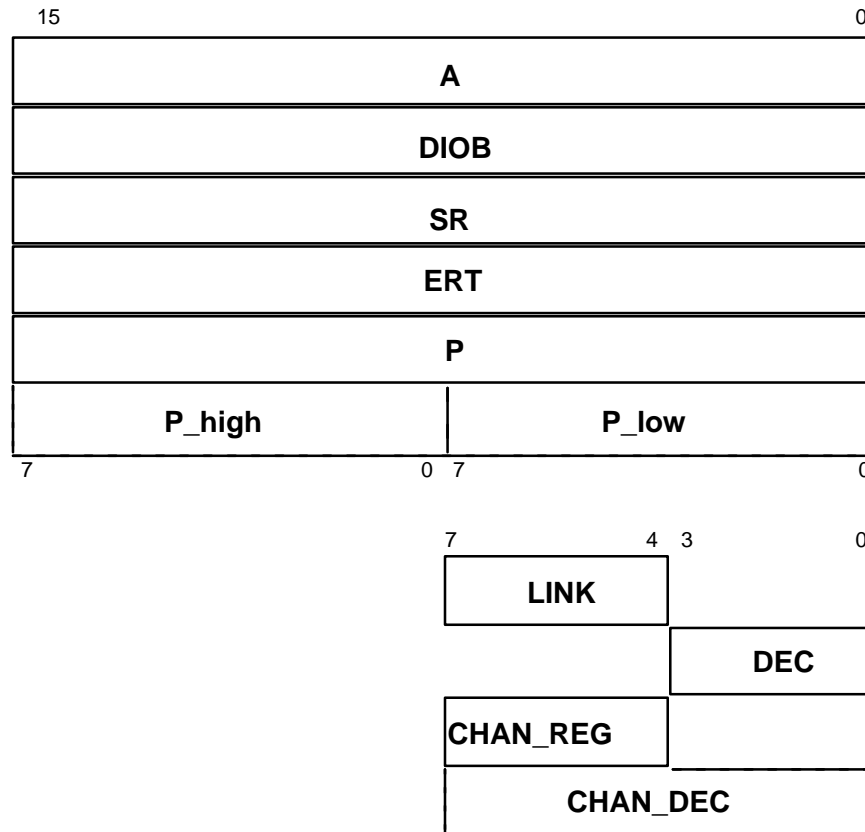 15 0
A
DIOB
SR
ERT
P
P_high P_low
7 0 7 0
7 4 3 0
LINK
DEC
CHAN_REG
CHAN_DEC